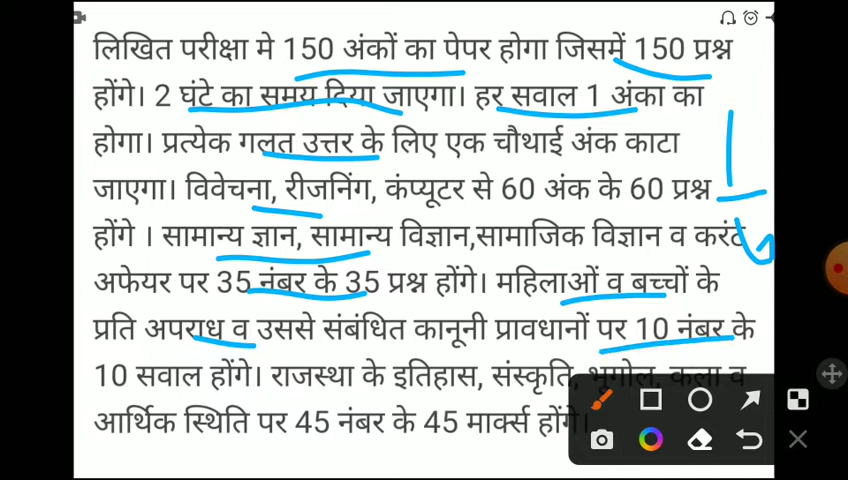 लिखित परीक्षा मे 150 अंकों का पेपर होगा जिसमें 150 प्रश्न
होंगे। 2 घंटे का समय दिया जाएगा। हर सवाल 1 अंका का
होगा। प्रत्येक गलत उत्तर के लिए एक चौथाई अंक काटा
जाएगा। विवेचना, रीजनिंग, कंप्यूटर से 60 अंक के 60 प्रश्न
होंगे । सामान्य ज्ञान, सामान्य विज्ञान,सामाजिक विज्ञान व करंट
अफेयर पर 35 नंबर के 35 प्रश्न होंगे। महिलाओं व बच्चों के
प्रति अपराध व उससे संबंधित कानूनी प्रावधानों पर 10 नंबर के
10 सवाल होंगे। राजस्था के इतिहास, संस्कृति, भूगोल, कला व
आर्थिक स्थिति पर 45 नंबर के 45 मार्क्स होंगे।